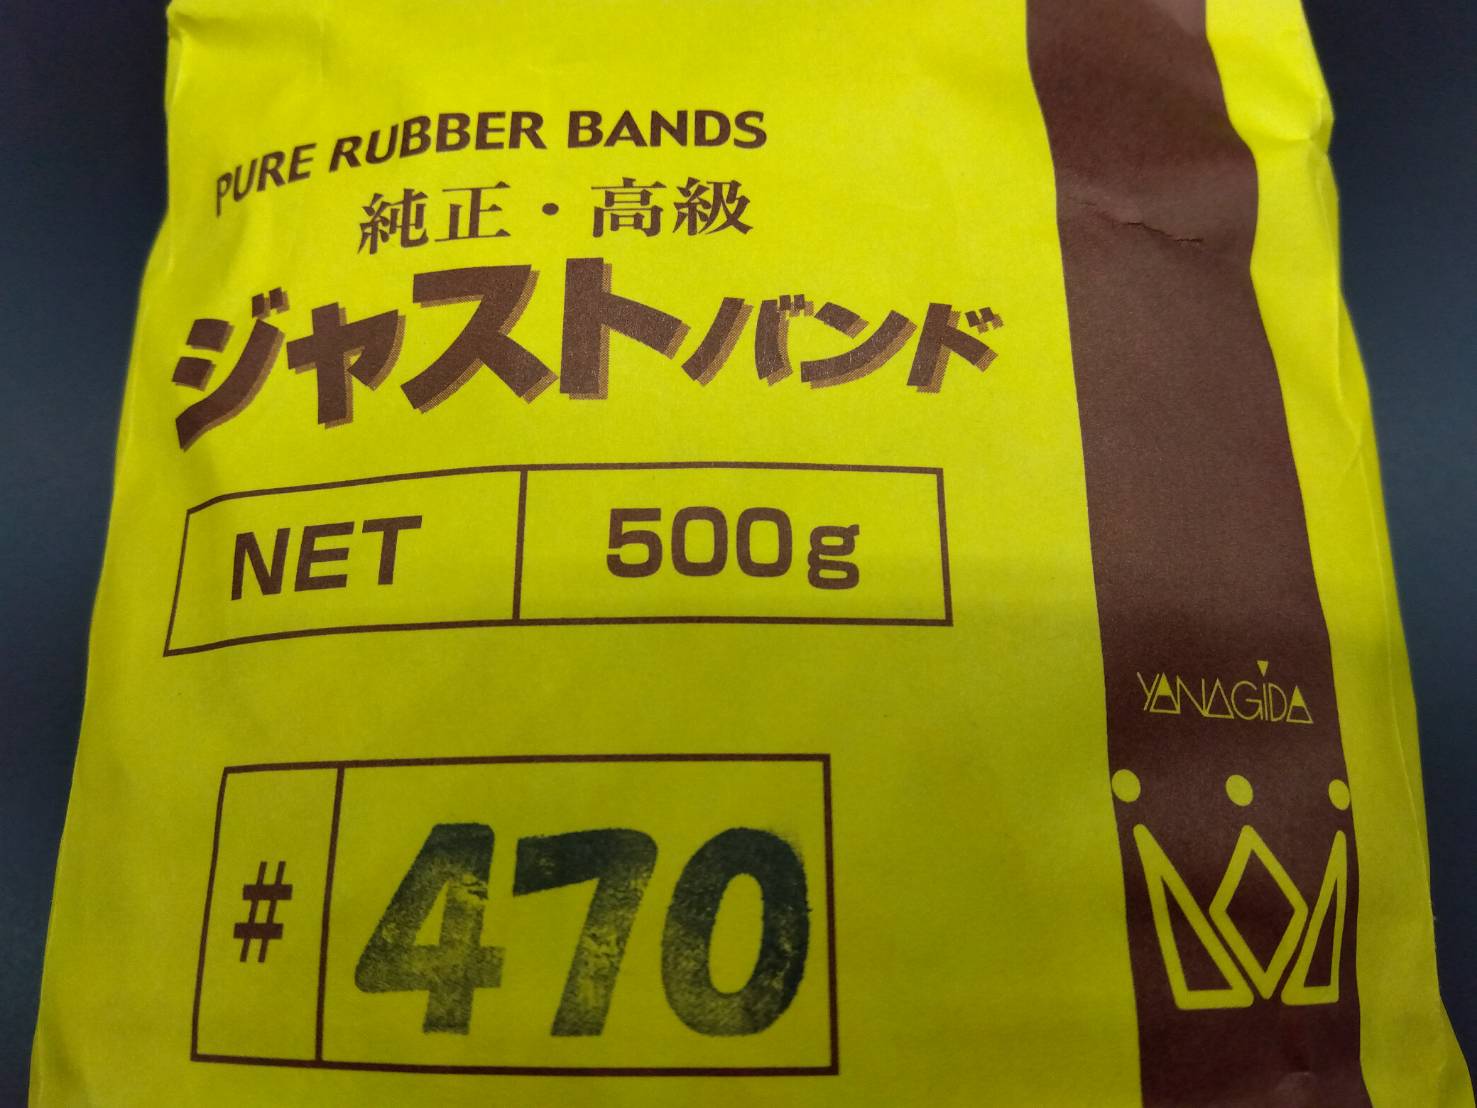 PURE RUBBER BANDS
純正・高級
ジャストバンド
NET 500g
# 470
YANAGIDA